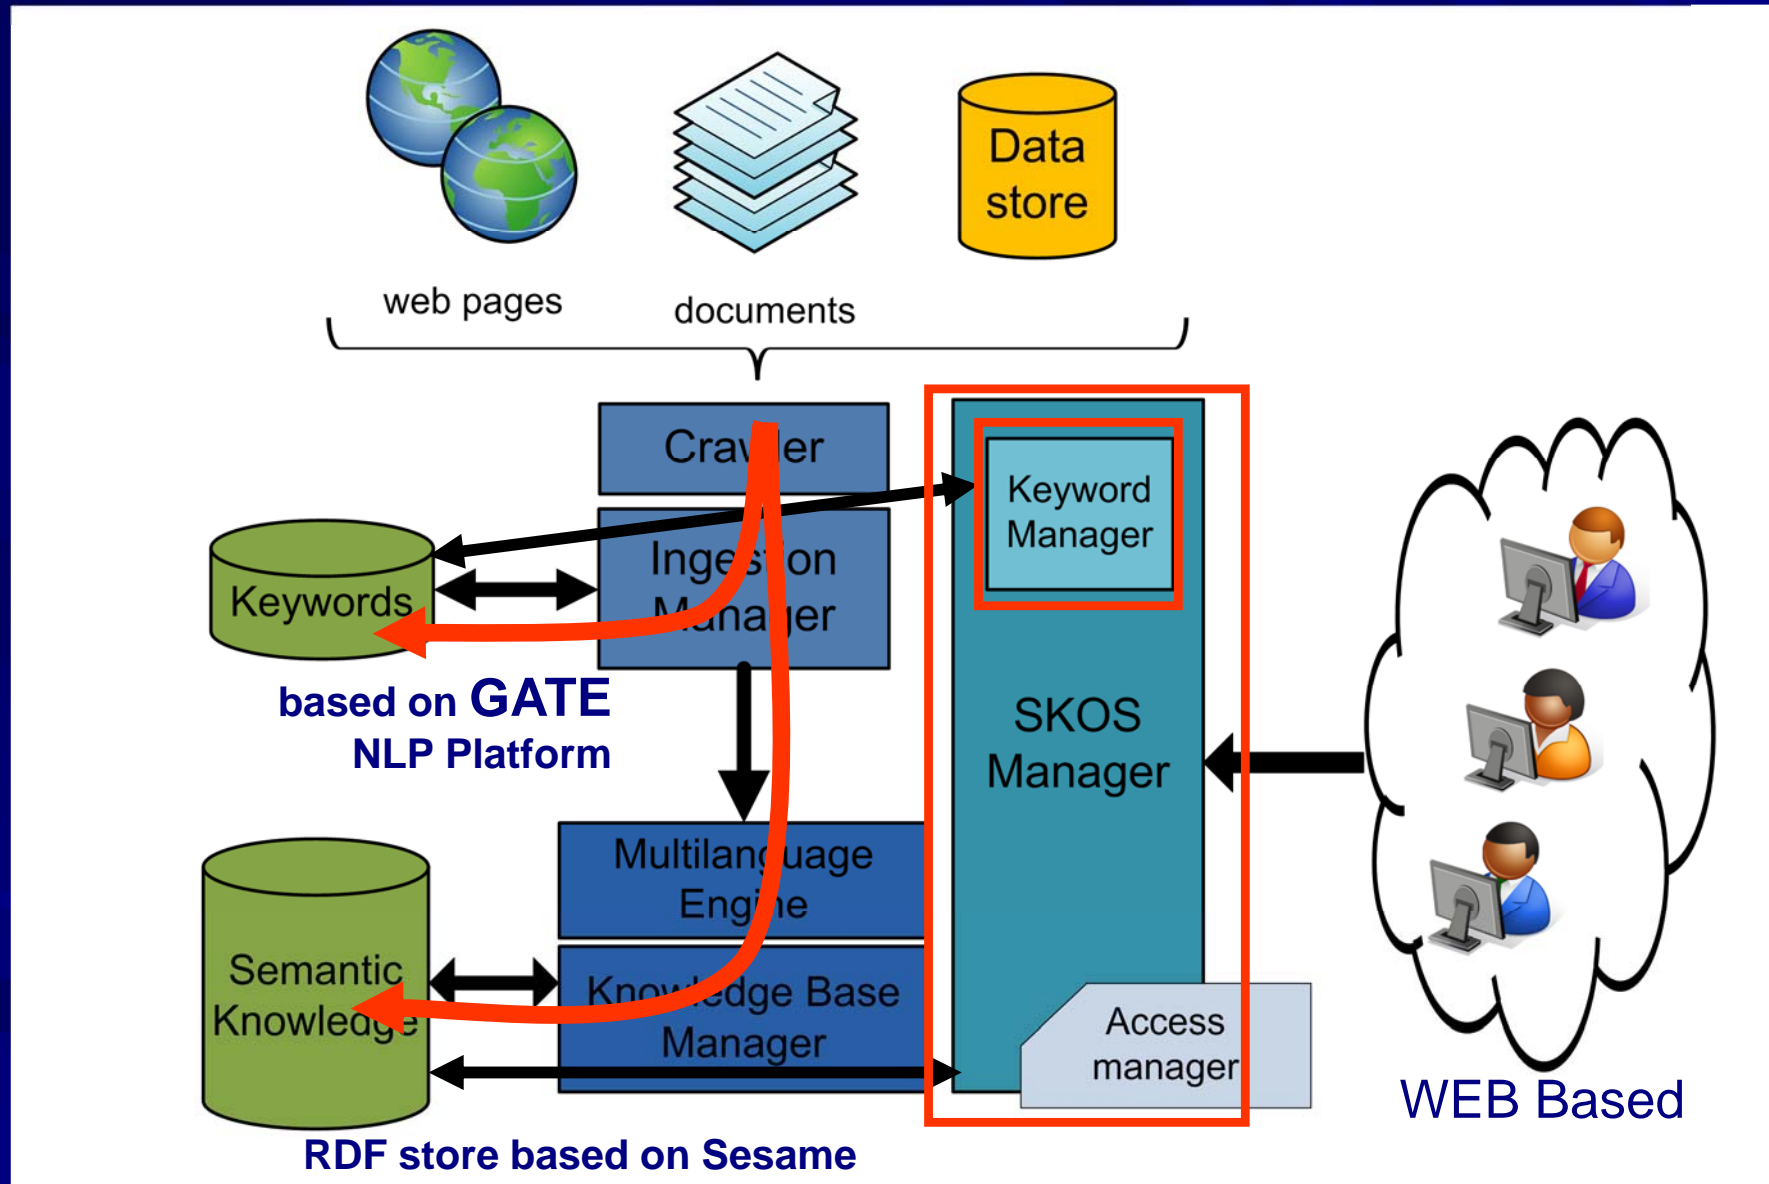 Data
store
web pages
documents
Crawler
Keyword
Manager
Ingestion
Manager
Keywords
based on GATE
NLP Platform
SKOS
Manager
Multilanguage
Engine
Semantic
Knowledge
Knowledge Base
Manager
Access
manager
WEB Based
RDF store based on Sesame